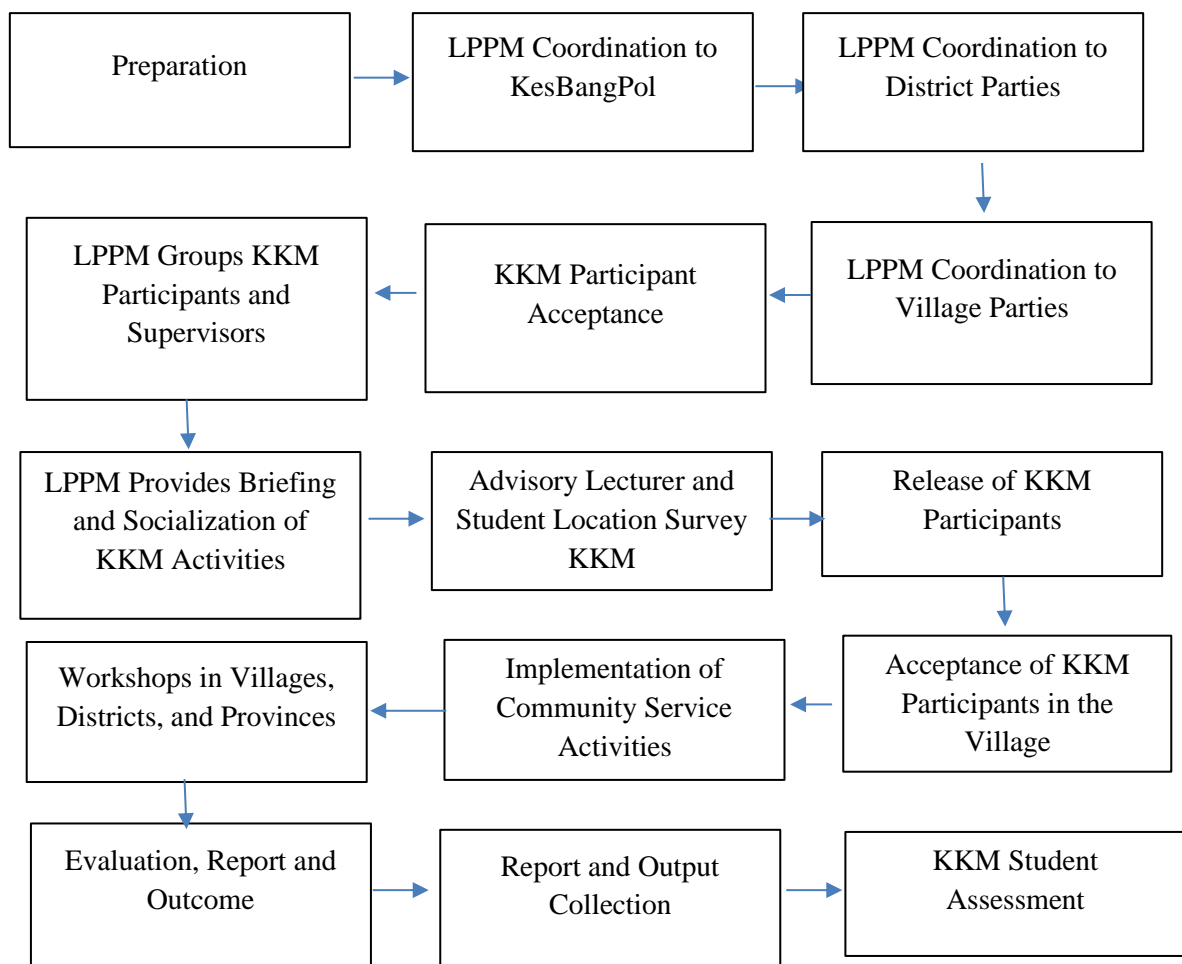 Preparation
LPPM Coordination to
KesBangPol
LPPM Coordination to
District Parties
LPPM Groups KKM
Participants and
Supervisors
KKM Participant
Acceptance
LPPM Coordination to
Village Parties
LPPM Provides Briefing
and Socialization of
KKM Activities
Advisory Lecturer and
Student Location Survey
KKM
Release of KKM
Participants
Workshops in Villages,
Districts, and Provinces
Implementation of
Community Service
Activities
Acceptance of KKM
Participants in the
Village
Evaluation, Report and
Outcome
Report and Output
Collection
KKM Student
Assessment